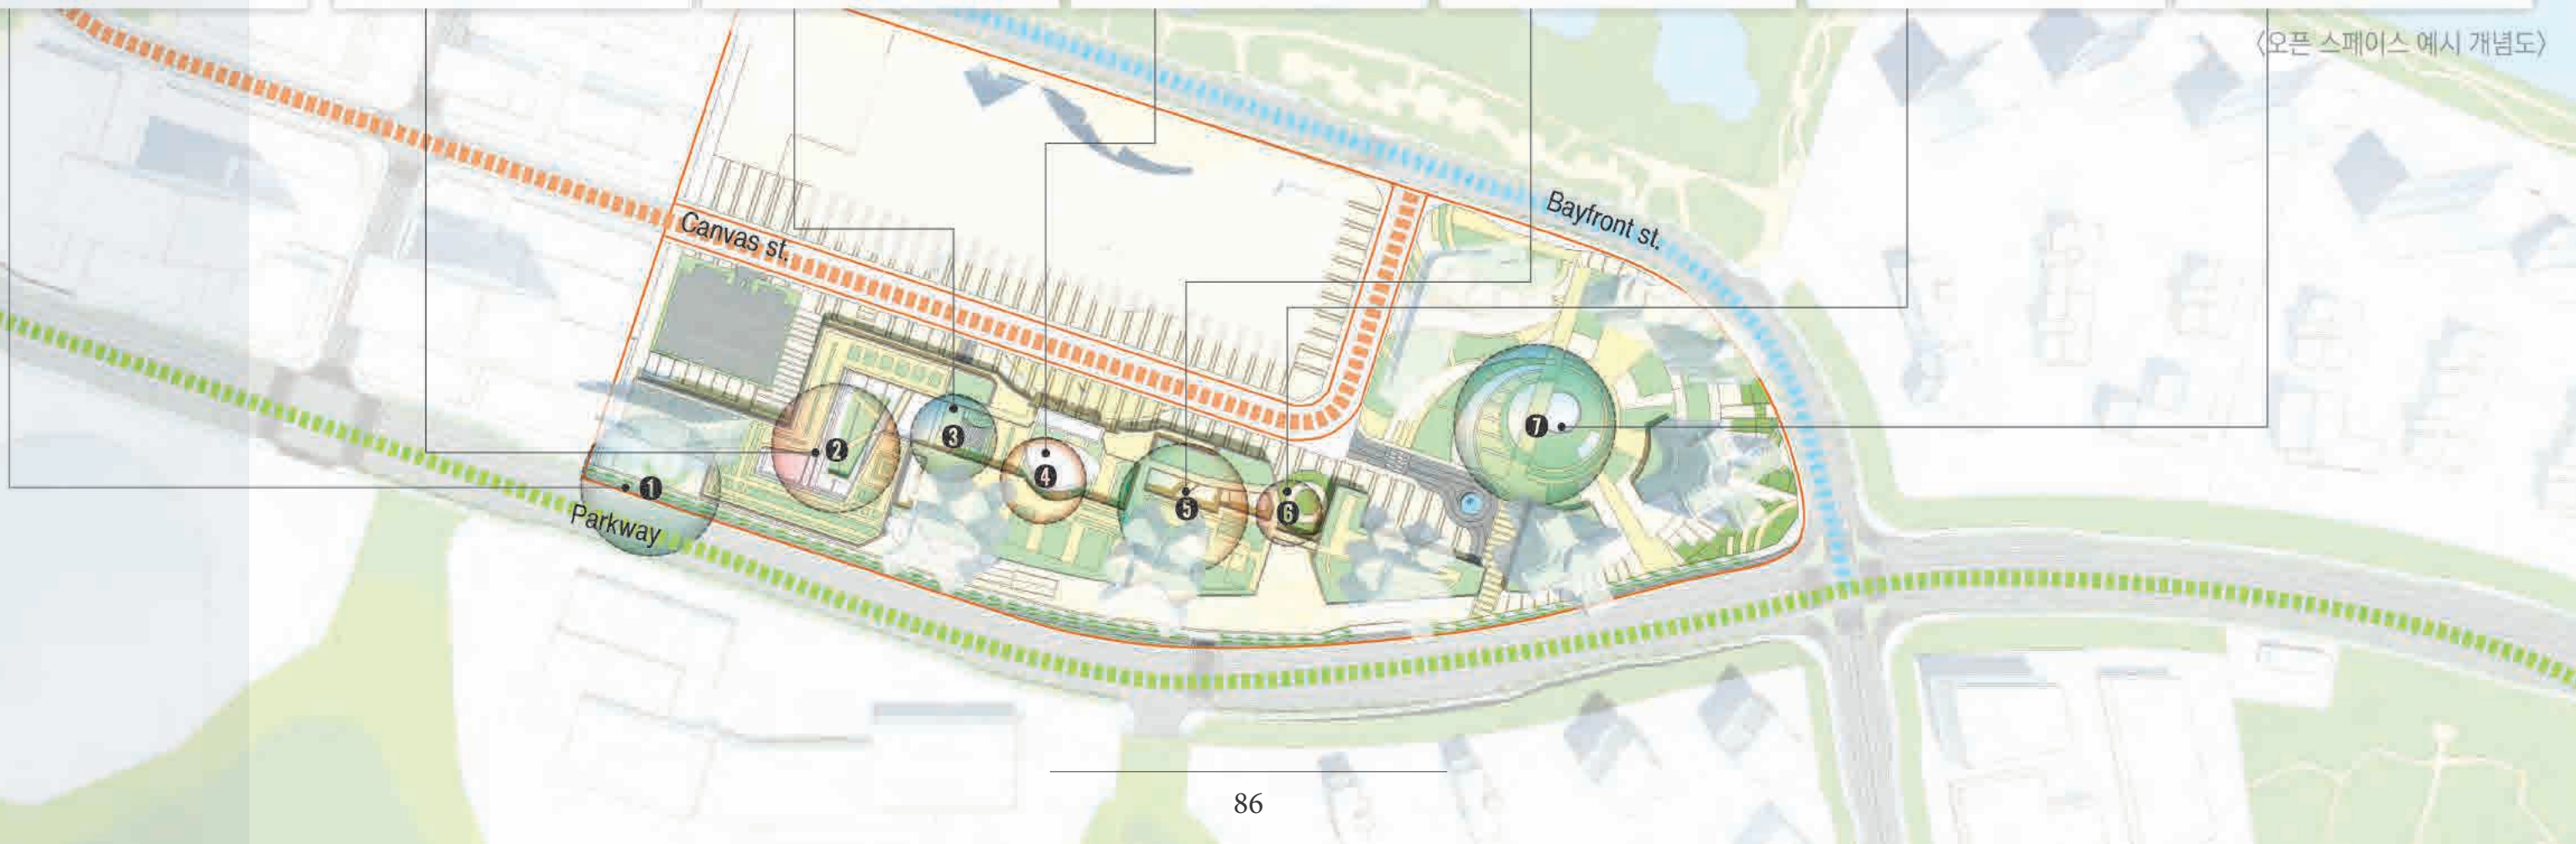 〈오픈 스페이스 예시 개념도〉
Bayfront st.
Canvas st.
❼
❸
❷
❹
❶
❺
❻
Parkway
86